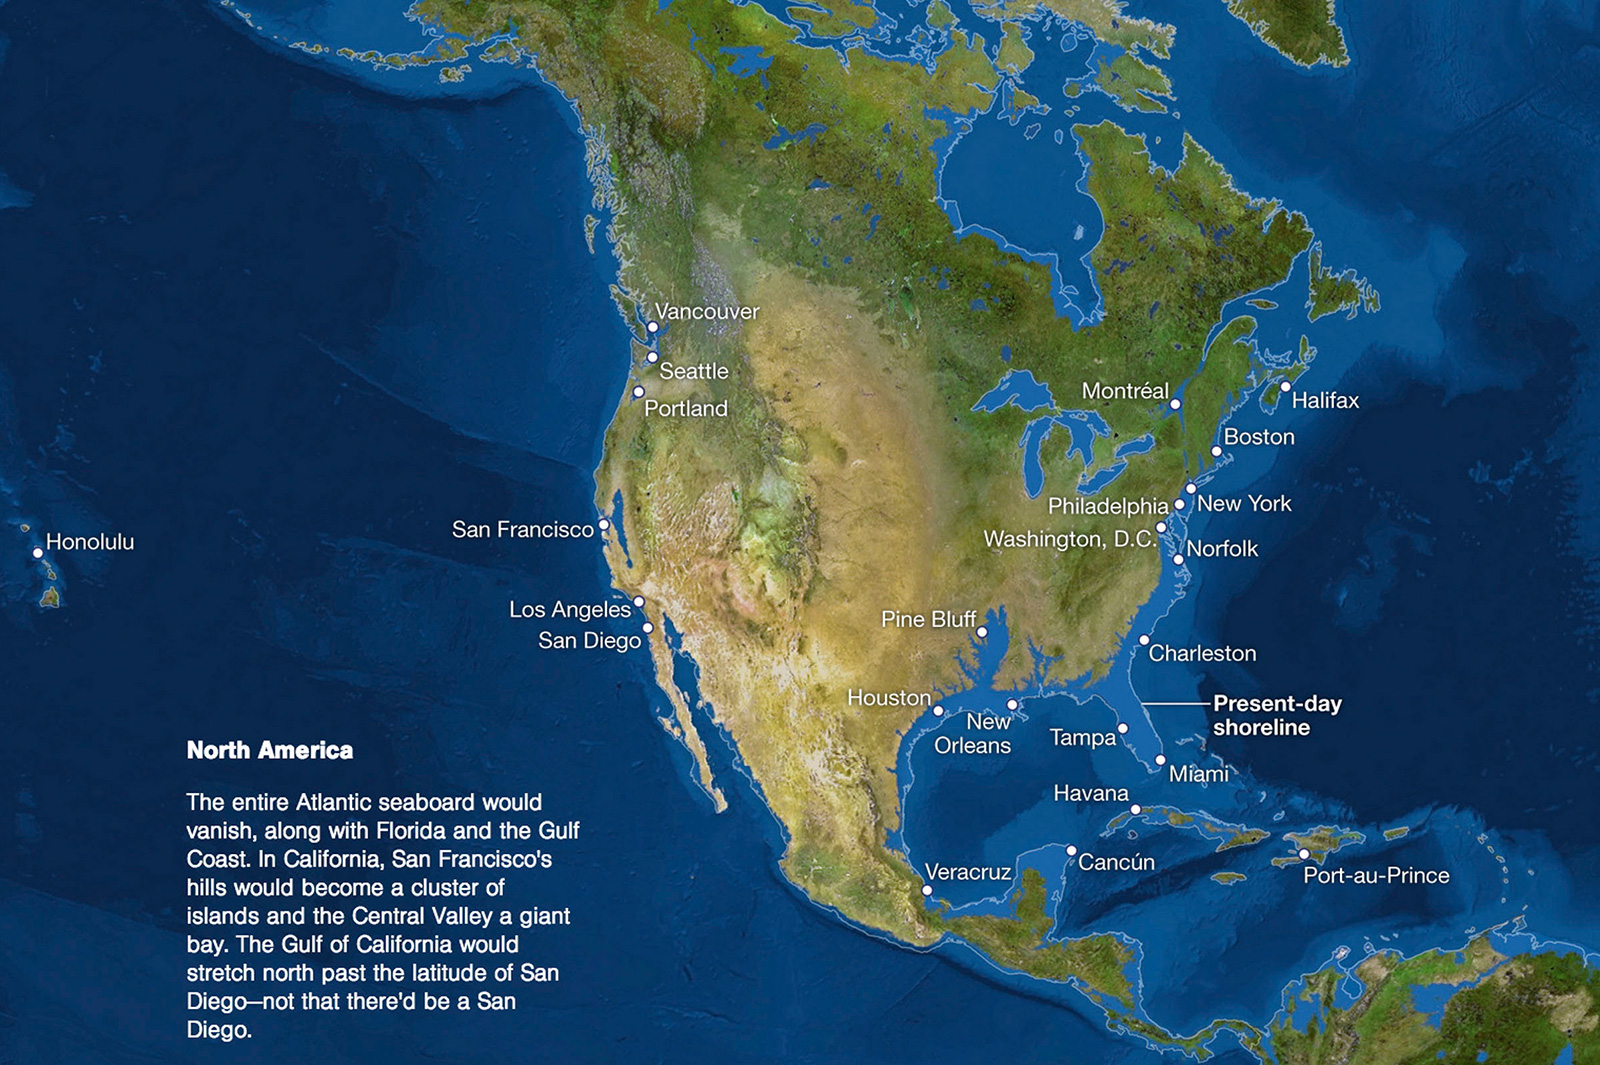 Vancouver
Seattle
Portland
Montréal
Halifax
Boston
Philadelphia
New York
Washington, D.C.
Norfolk
San Francisco
Honolulu
Los Angeles
San Diego
Pine Bluff
Charleston
Houston
New
Orleans
Present-day
shoreline
Tampa
Miami
Havana
Cancún
Veracruz
Port-au-Prince
North America
The entire Atlantic seaboard would
vanish, along with Florida and the Gulf
Coast. In California, San Francisco's
hills would become a cluster of
islands and the Central Valley a giant
bay. The Gulf of California would
stretch north past the latitude of San
Diego—not that there'd be a San
Diego.